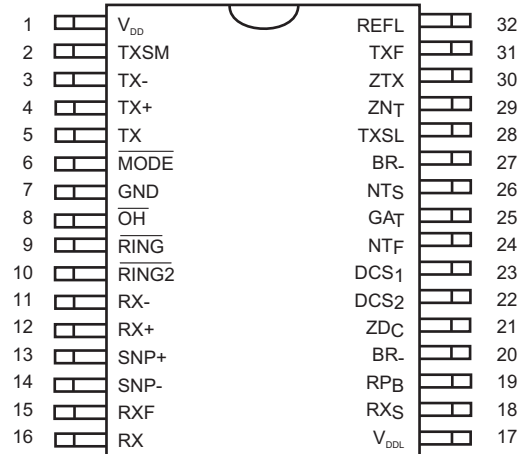 1 V_DD REFL 32
2 TXSM TXF 31
3 TX- ZTX 30
4 TX+ ZNT 29
5 TX TXSL 28
6 MODE BR- 27
7 GND NTS 26
8 OH GAT 25
9 RING NTF 24
10 RING2 DCS1 23
11 RX- DCS2 22
12 RX+ ZDC 21
13 SNP+ BR- 20
14 SNP- RPB 19
15 RXF RXS 18
16 RX V_DDL 17